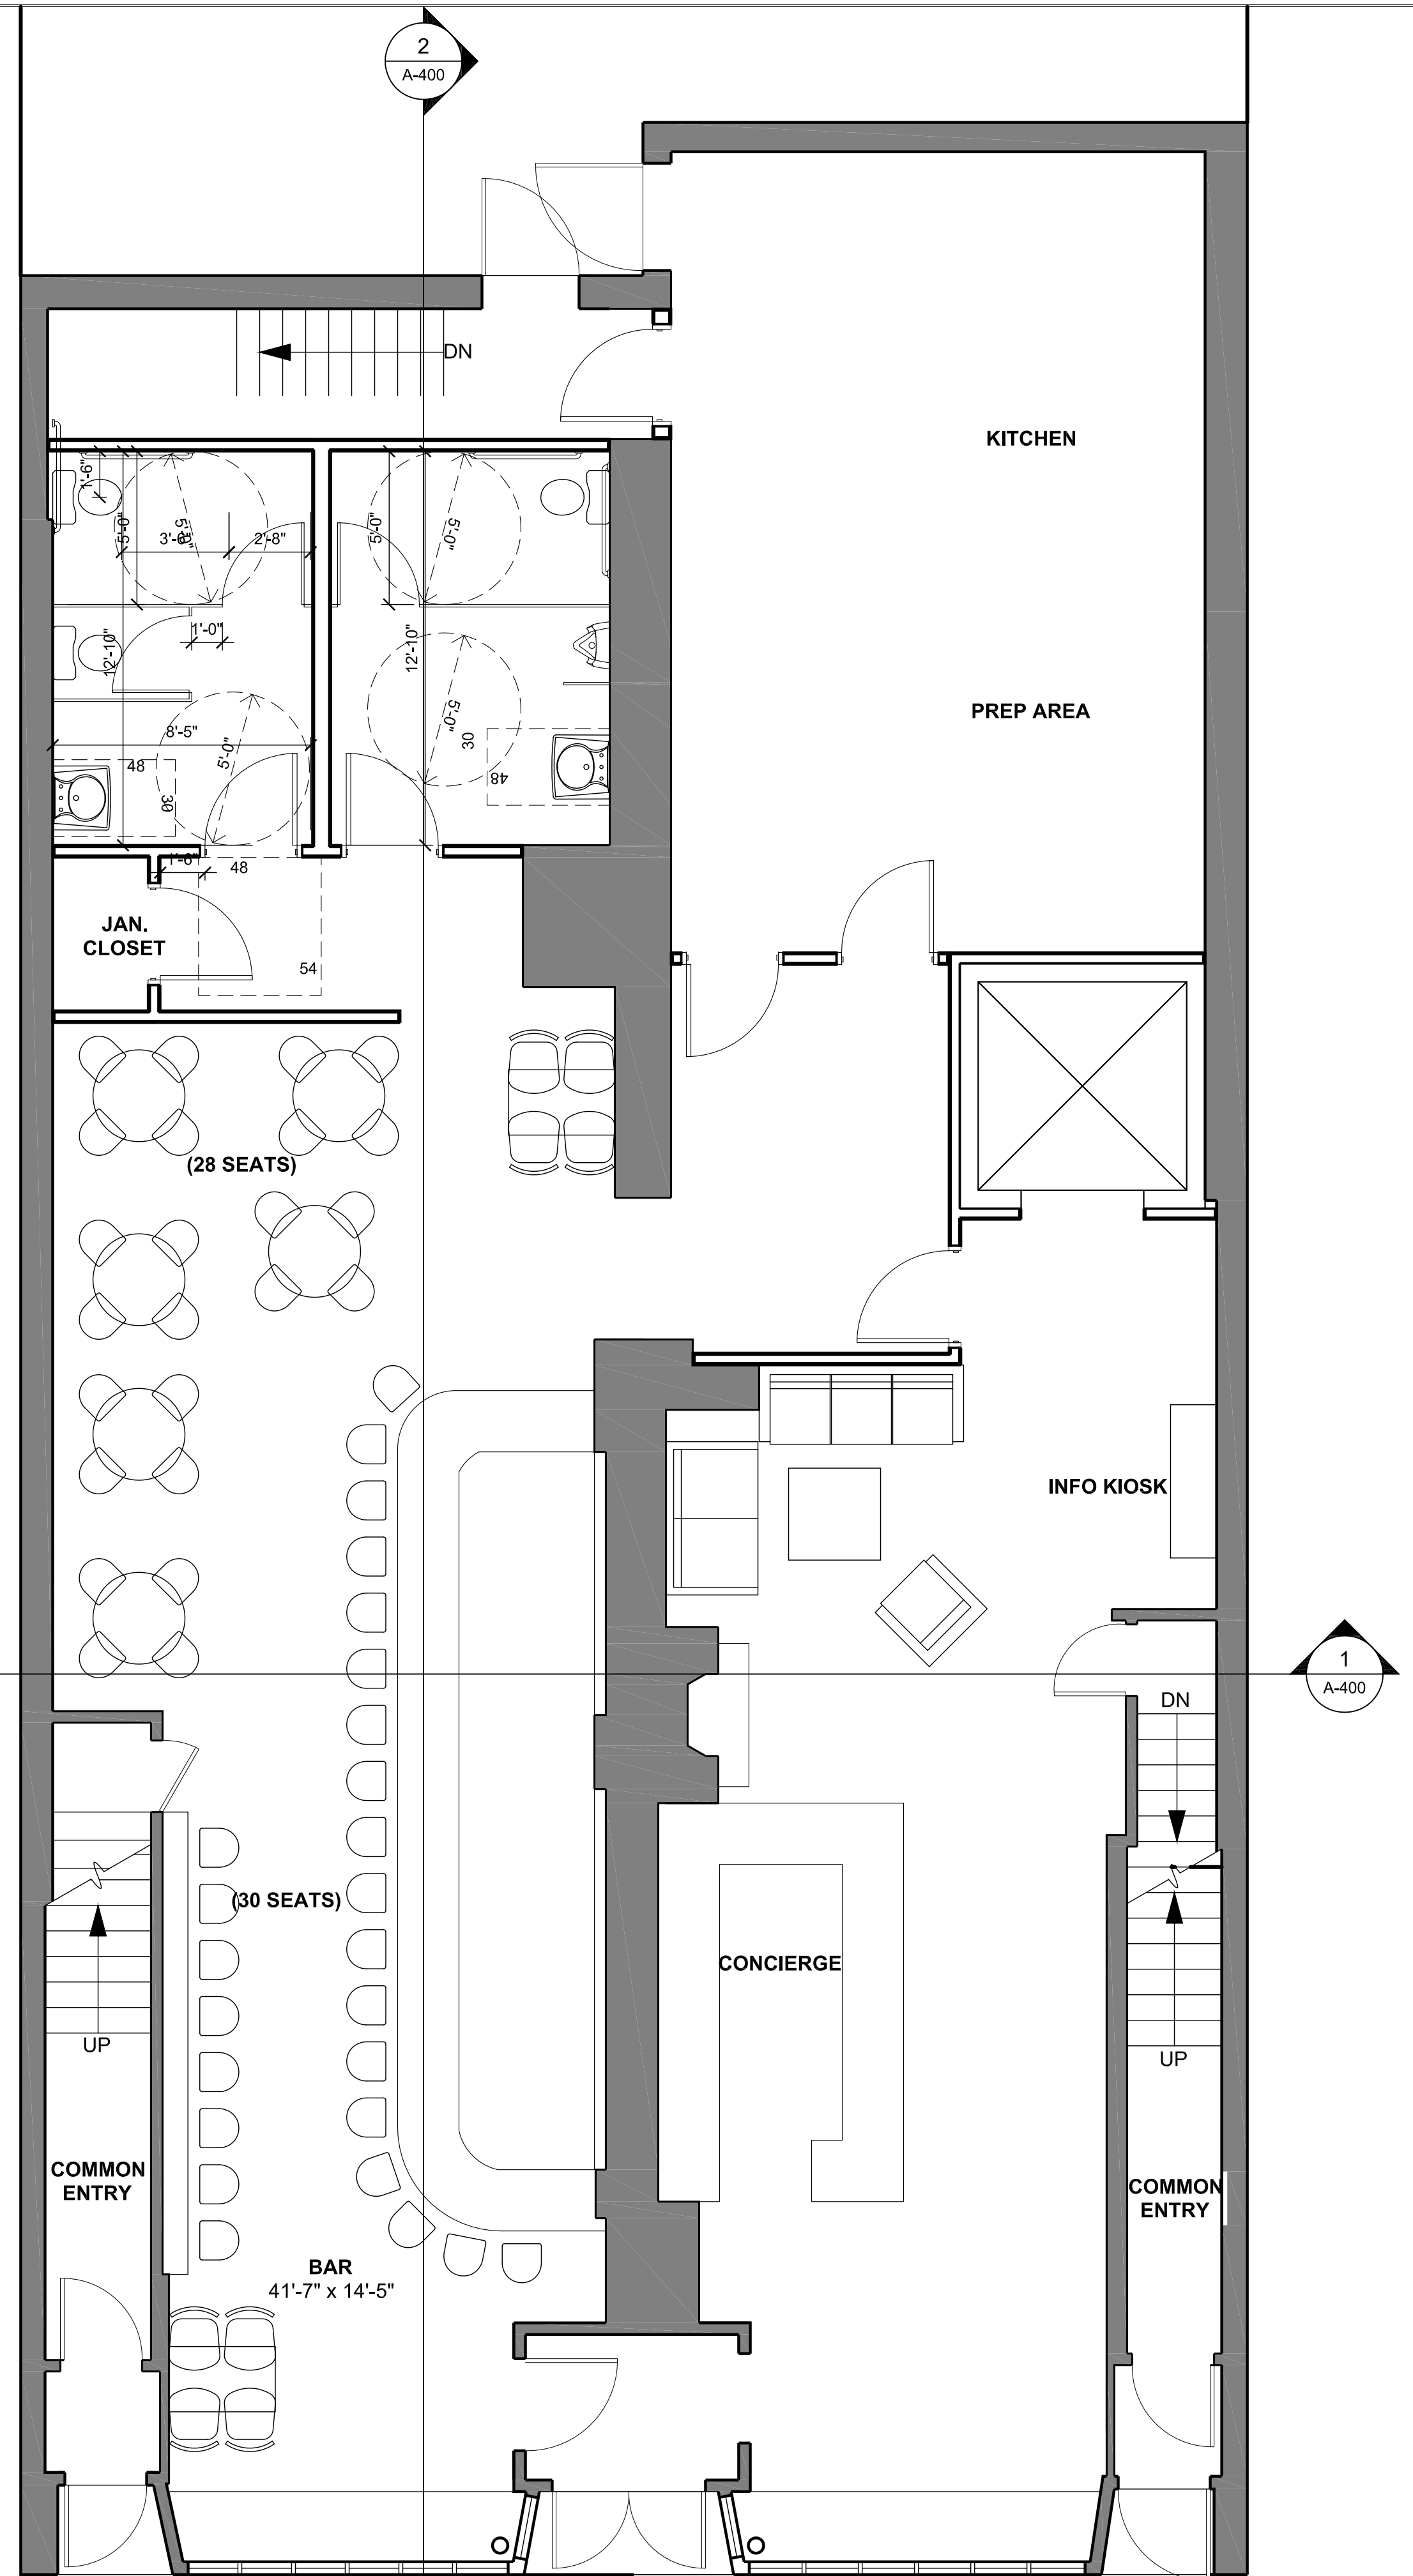 2
A-400
DN
KITCHEN
1'-6"
5'-0"
5'-0"
3'-6"
2'-8"
5'-0"
5'-0"
1'-0"
12'-10"
12'-10"
5'-0"
30
48
8'-5"
5'-0"
48
30
PREP AREA
1'-6"
48
JAN.
CLOSET
54
(28 SEATS)
INFO KIOSK
1
A-400
DN
(30 SEATS)
CONCIERGE
UP
UP
COMMON
ENTRY
COMMON
ENTRY
BAR
41'-7" x 14'-5"